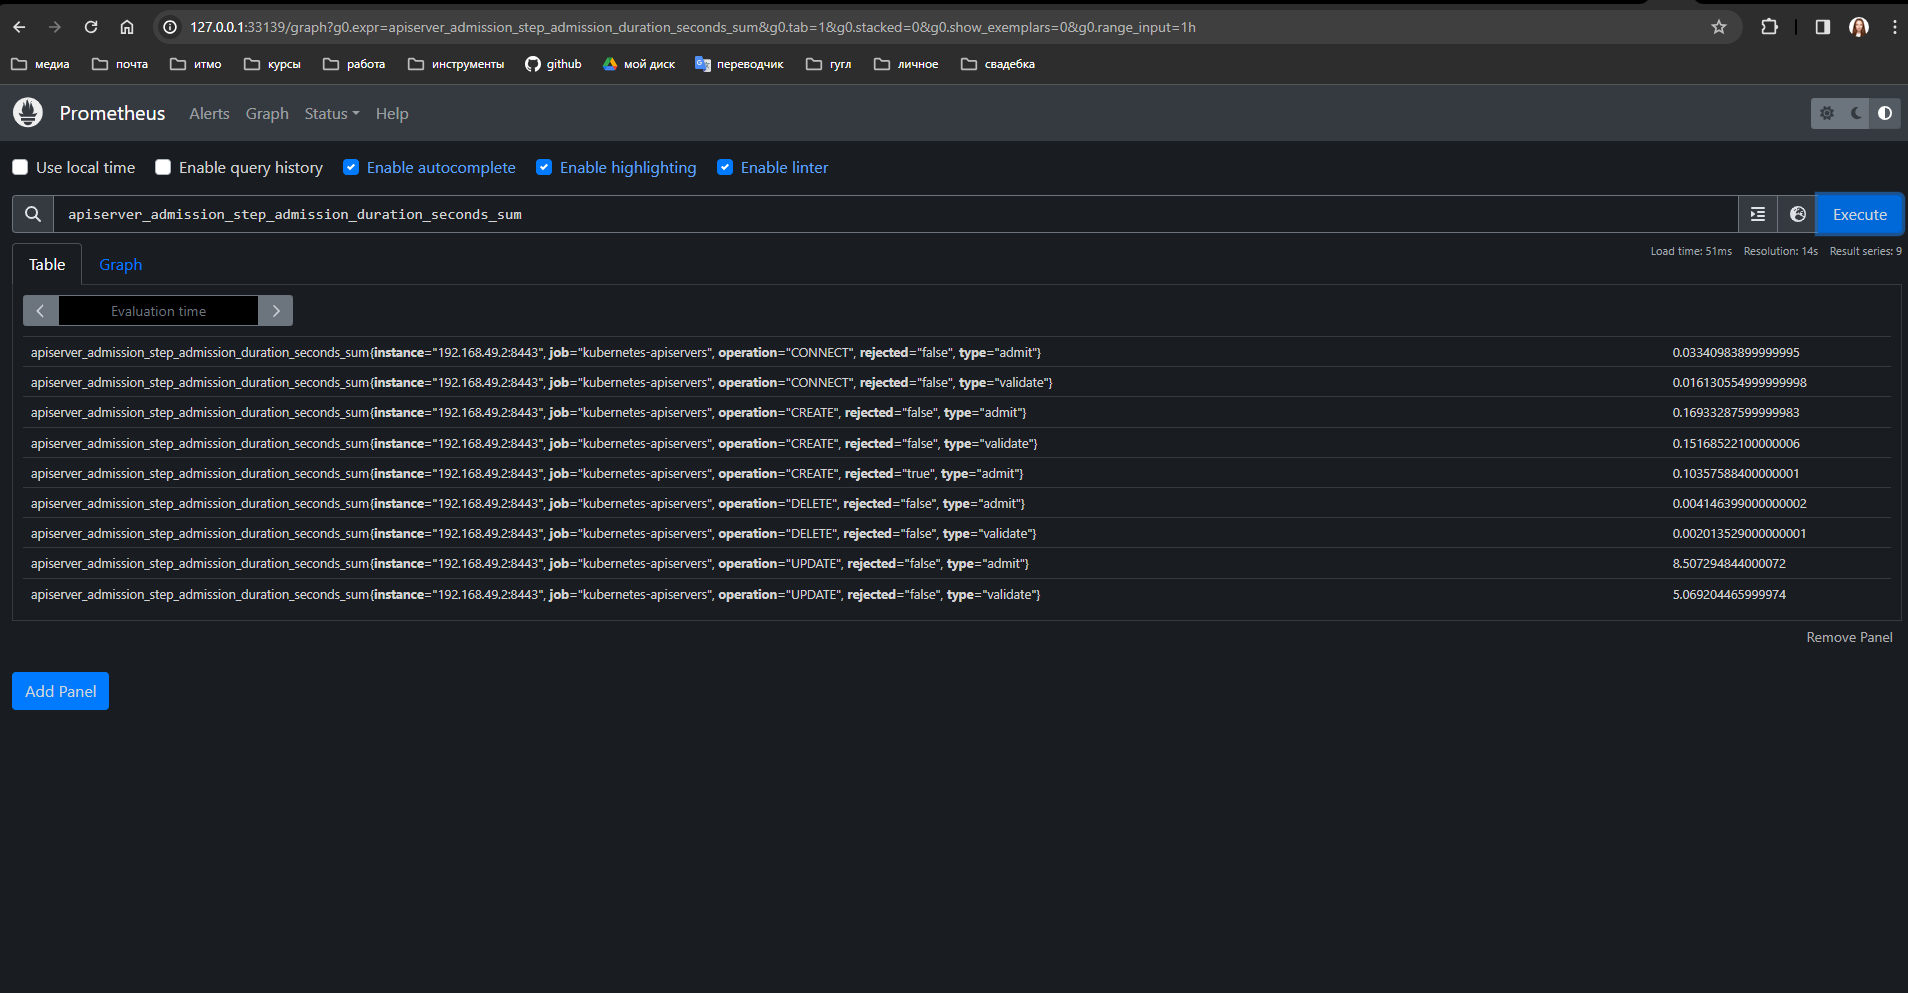 127.0.0.1:33139/graph?g0.expr=apiserver_admission_step_admission_duration_seconds_sum&g0.tab=1&g0.stacked=0&g0.show_exemplars=0&g0.range_input=1h
медиа почта итмо курсы работа инструменты github мой диск переводчик гугл личное свадебка
Prometheus Alerts Graph Status Help
Use local time Enable query history Enable autocomplete Enable highlighting Enable linter
apiserver_admission_step_admission_duration_seconds_sum Execute
Load time: 51ms Resolution: 14s Result series: 9
Table Graph
Evaluation time
apiserver_admission_step_admission_duration_seconds_sum{instance="192.168.49.2:8443", job="kubernetes-apiservers", operation="CONNECT", rejected="false", type="admit"} 0.03340983899999995
apiserver_admission_step_admission_duration_seconds_sum{instance="192.168.49.2:8443", job="kubernetes-apiservers", operation="CONNECT", rejected="false", type="validate"} 0.016130554999999998
apiserver_admission_step_admission_duration_seconds_sum{instance="192.168.49.2:8443", job="kubernetes-apiservers", operation="CREATE", rejected="false", type="admit"} 0.16933287599999983
apiserver_admission_step_admission_duration_seconds_sum{instance="192.168.49.2:8443", job="kubernetes-apiservers", operation="CREATE", rejected="false", type="validate"} 0.15168522100000006
apiserver_admission_step_admission_duration_seconds_sum{instance="192.168.49.2:8443", job="kubernetes-apiservers", operation="CREATE", rejected="true", type="admit"} 0.10357588400000001
apiserver_admission_step_admission_duration_seconds_sum{instance="192.168.49.2:8443", job="kubernetes-apiservers", operation="DELETE", rejected="false", type="admit"} 0.004146399000000002
apiserver_admission_step_admission_duration_seconds_sum{instance="192.168.49.2:8443", job="kubernetes-apiservers", operation="DELETE", rejected="false", type="validate"} 0.002013529000000001
apiserver_admission_step_admission_duration_seconds_sum{instance="192.168.49.2:8443", job="kubernetes-apiservers", operation="UPDATE", rejected="false", type="admit"} 8.507294844000072
apiserver_admission_step_admission_duration_seconds_sum{instance="192.168.49.2:8443", job="kubernetes-apiservers", operation="UPDATE", rejected="false", type="validate"} 5.069204465999974
Remove Panel
Add Panel